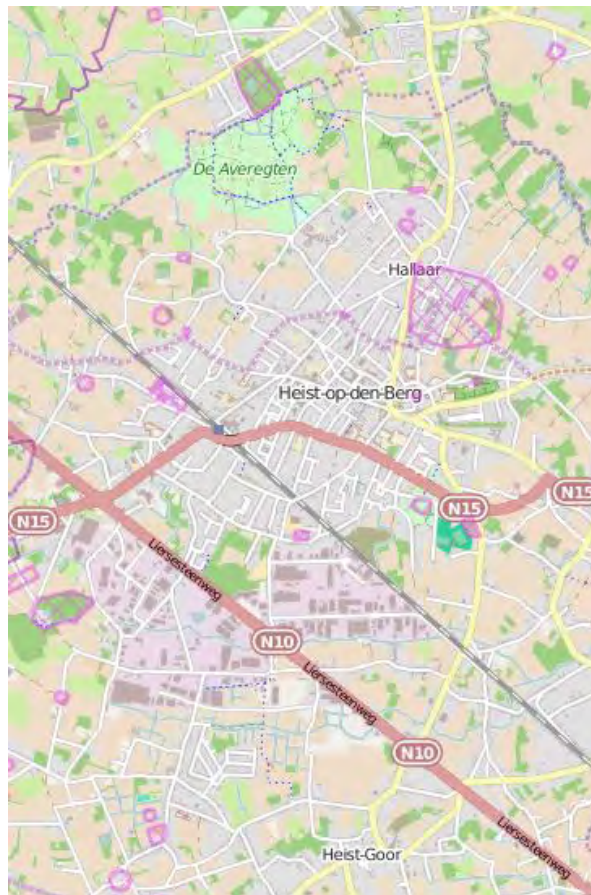 De Averegten
Hallaar
Heist-op-den-Berg
N15
N15
N15
Liersesteenweg
N10
Liersesteenweg
N10
Liersesteenweg
Heist-Goor